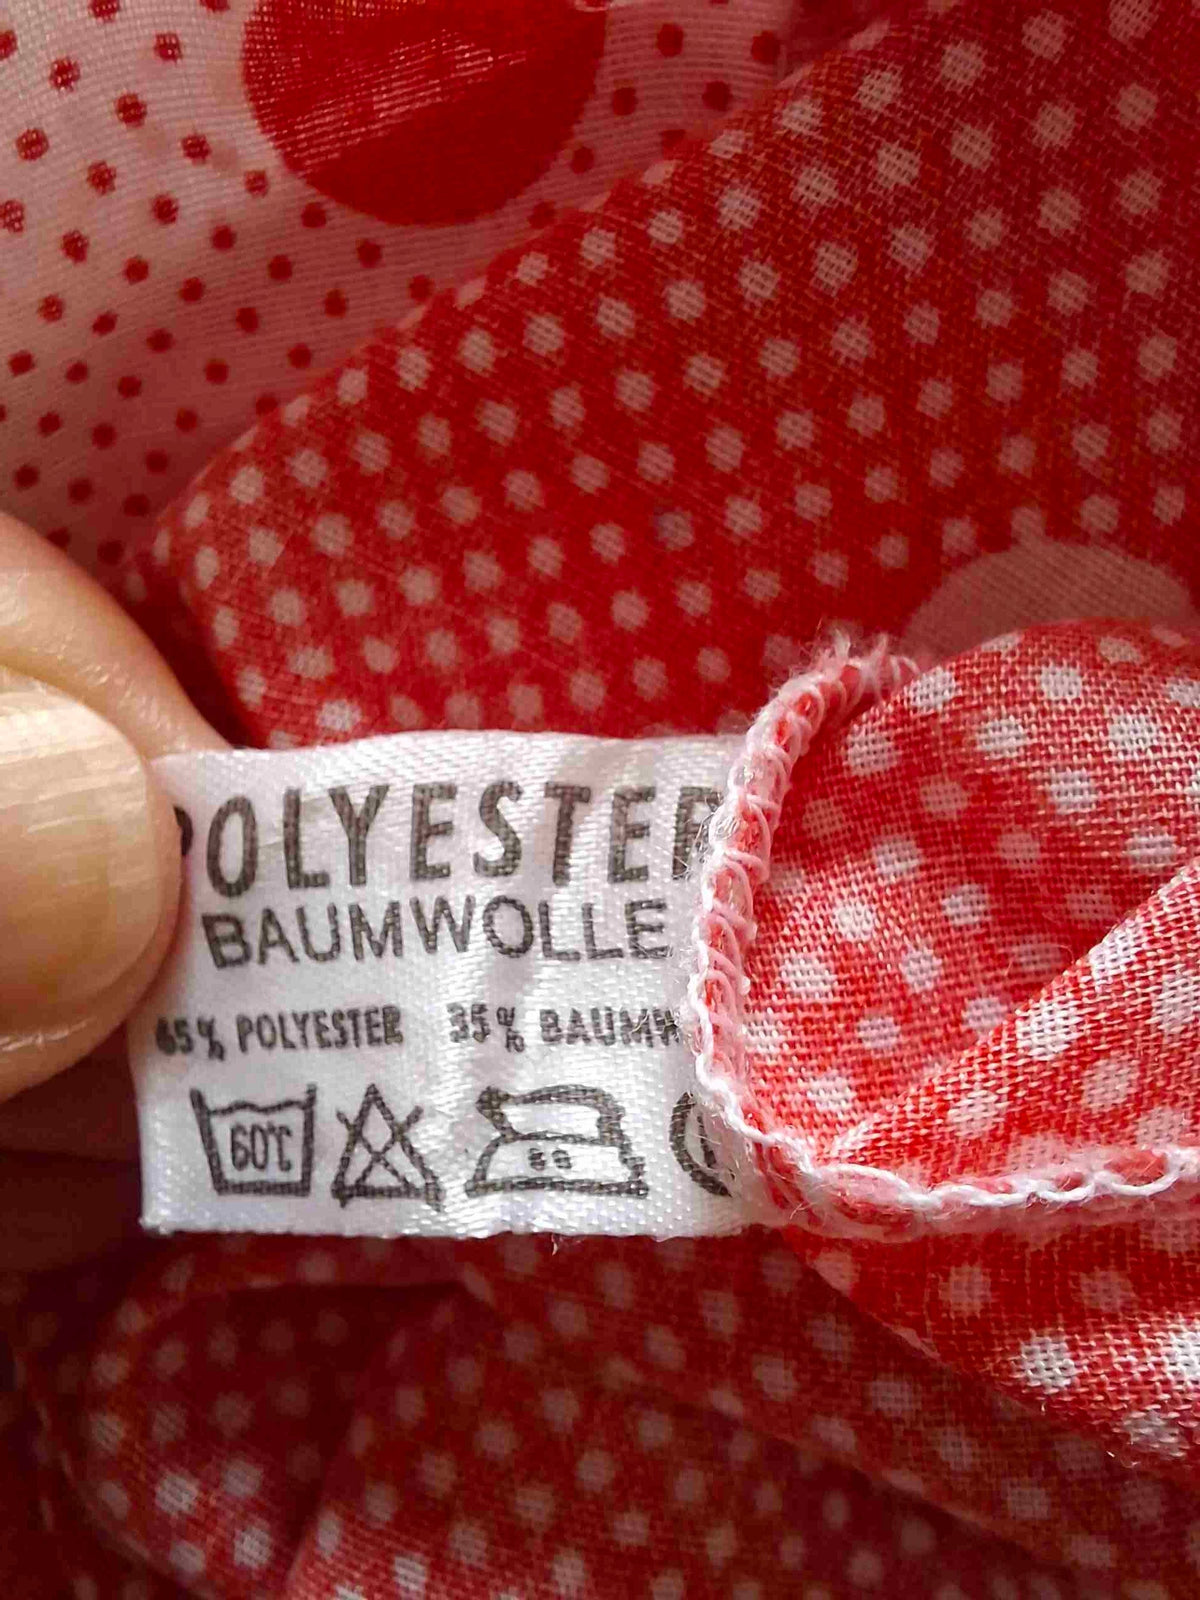 POLYESTER
BAUMWOLLE
65% POLYESTER 35% BAUMW
60°C